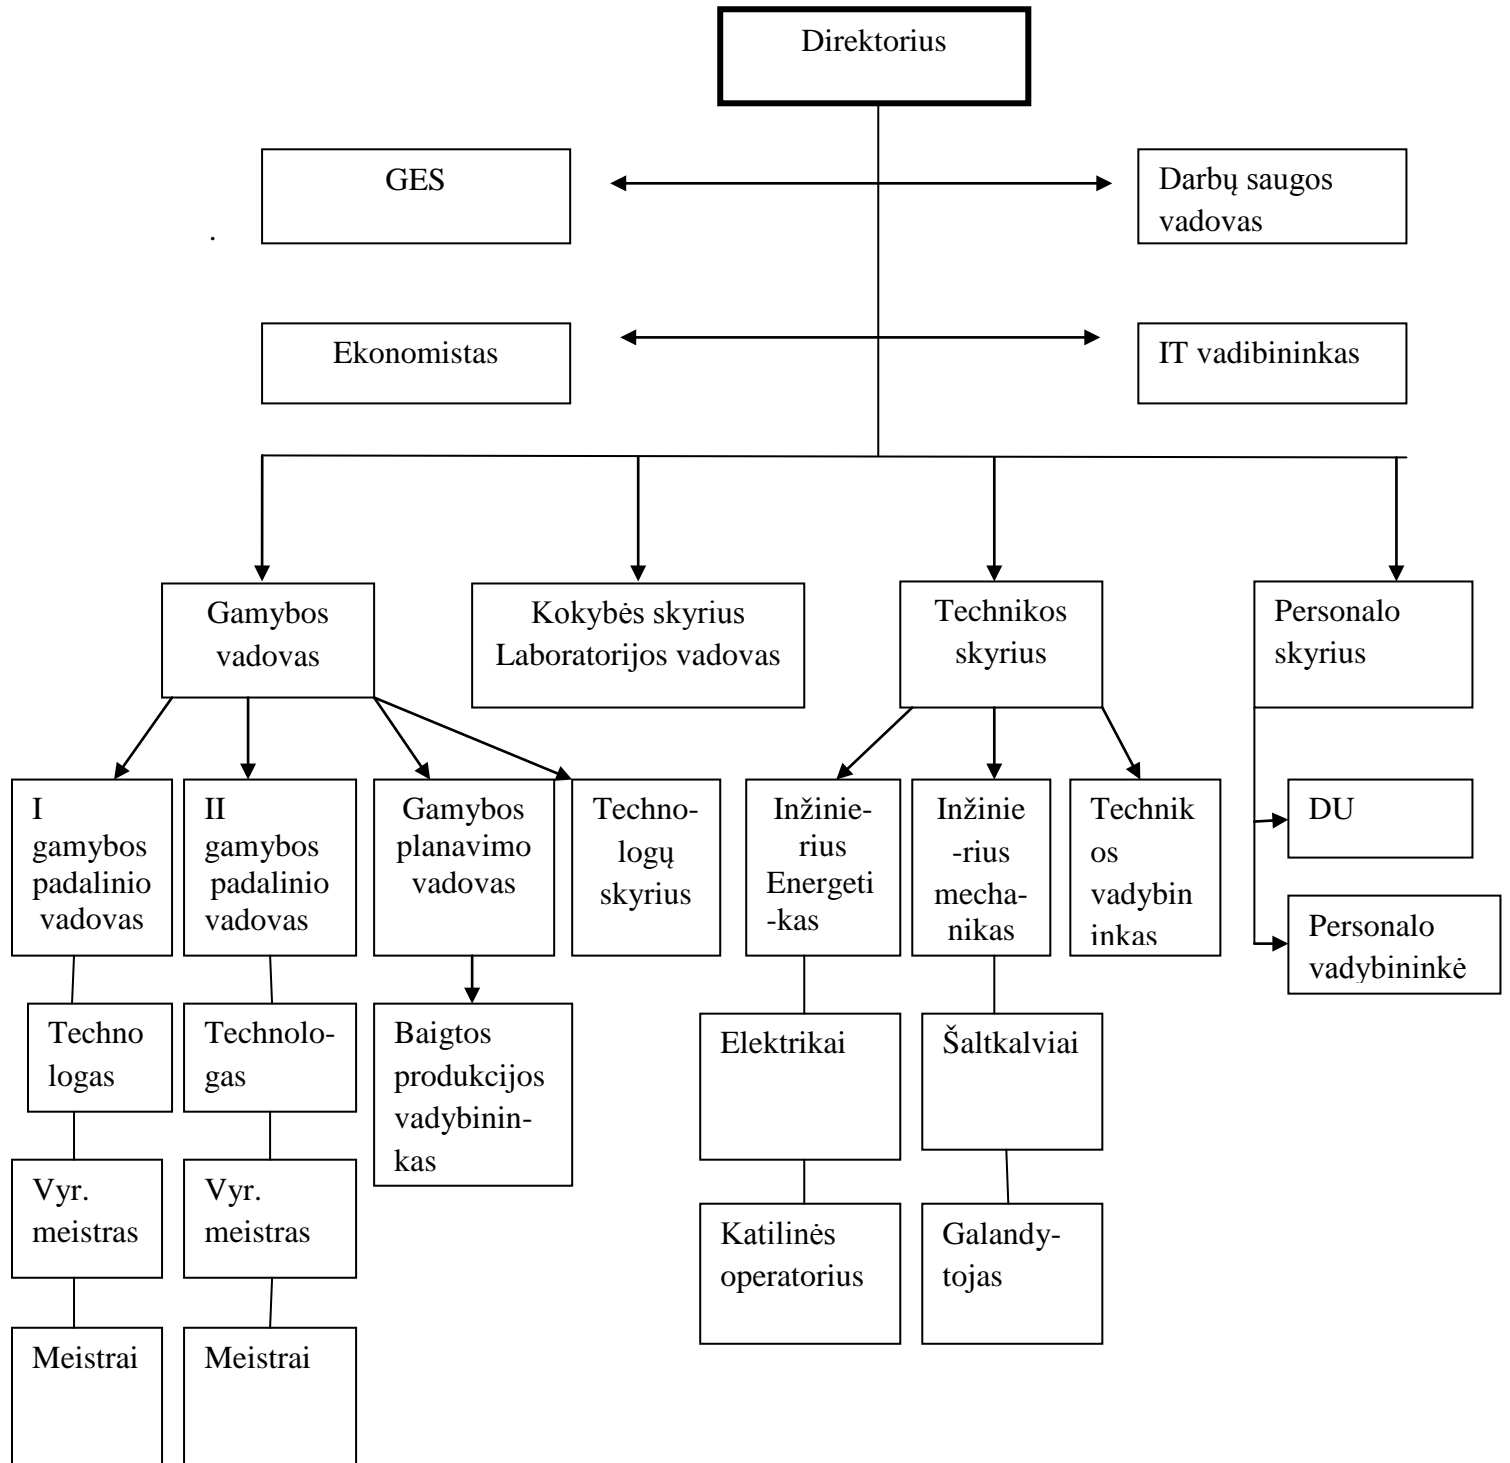 Direktorius
GES
Darbų saugos
vadovas
.
Ekonomistas
IT vadibininkas
Gamybos
vadovas
Kokybės skyrius
Laboratorijos vadovas
Technikos
skyrius
Personalo
skyrius
I
gamybos
padalinio
vadovas
II
gamybos
padalinio
vadovas
Gamybos
planavimo
vadovas
Techno-
logų
skyrius
Inžinie-
rius
Energeti
-kas
Inžinie
-rius
mecha-
nikas
Technik
os
vadybin
inkas
DU
Personalo
vadybininkė
Techno
logas
Technolo-
gas
Baigtos
produkcijos
vadybinin-
kas
Elektrikai
Šaltkalviai
Vyr.
meistras
Vyr.
meistras
Katilinės
operatorius
Galandy-
tojas
Meistrai
Meistrai